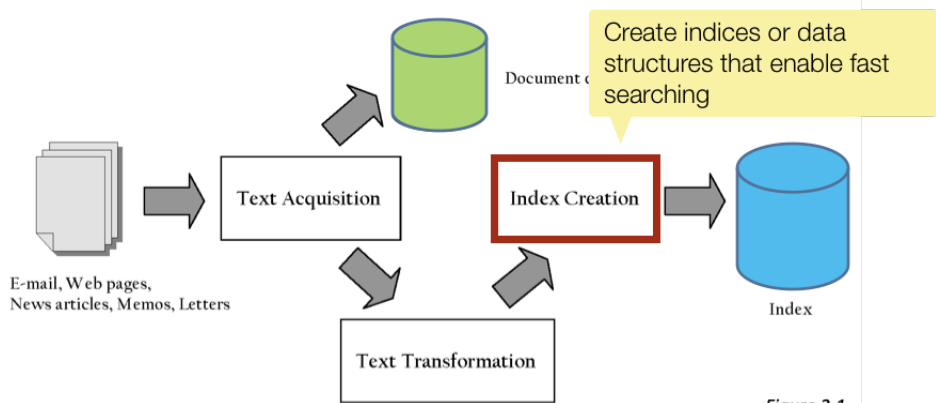 Create indices or data
structures that enable fast
searching
Document
Text Acquisition
Index Creation
E-mail, Web pages,
News articles, Memos, Letters
Index
Text Transformation